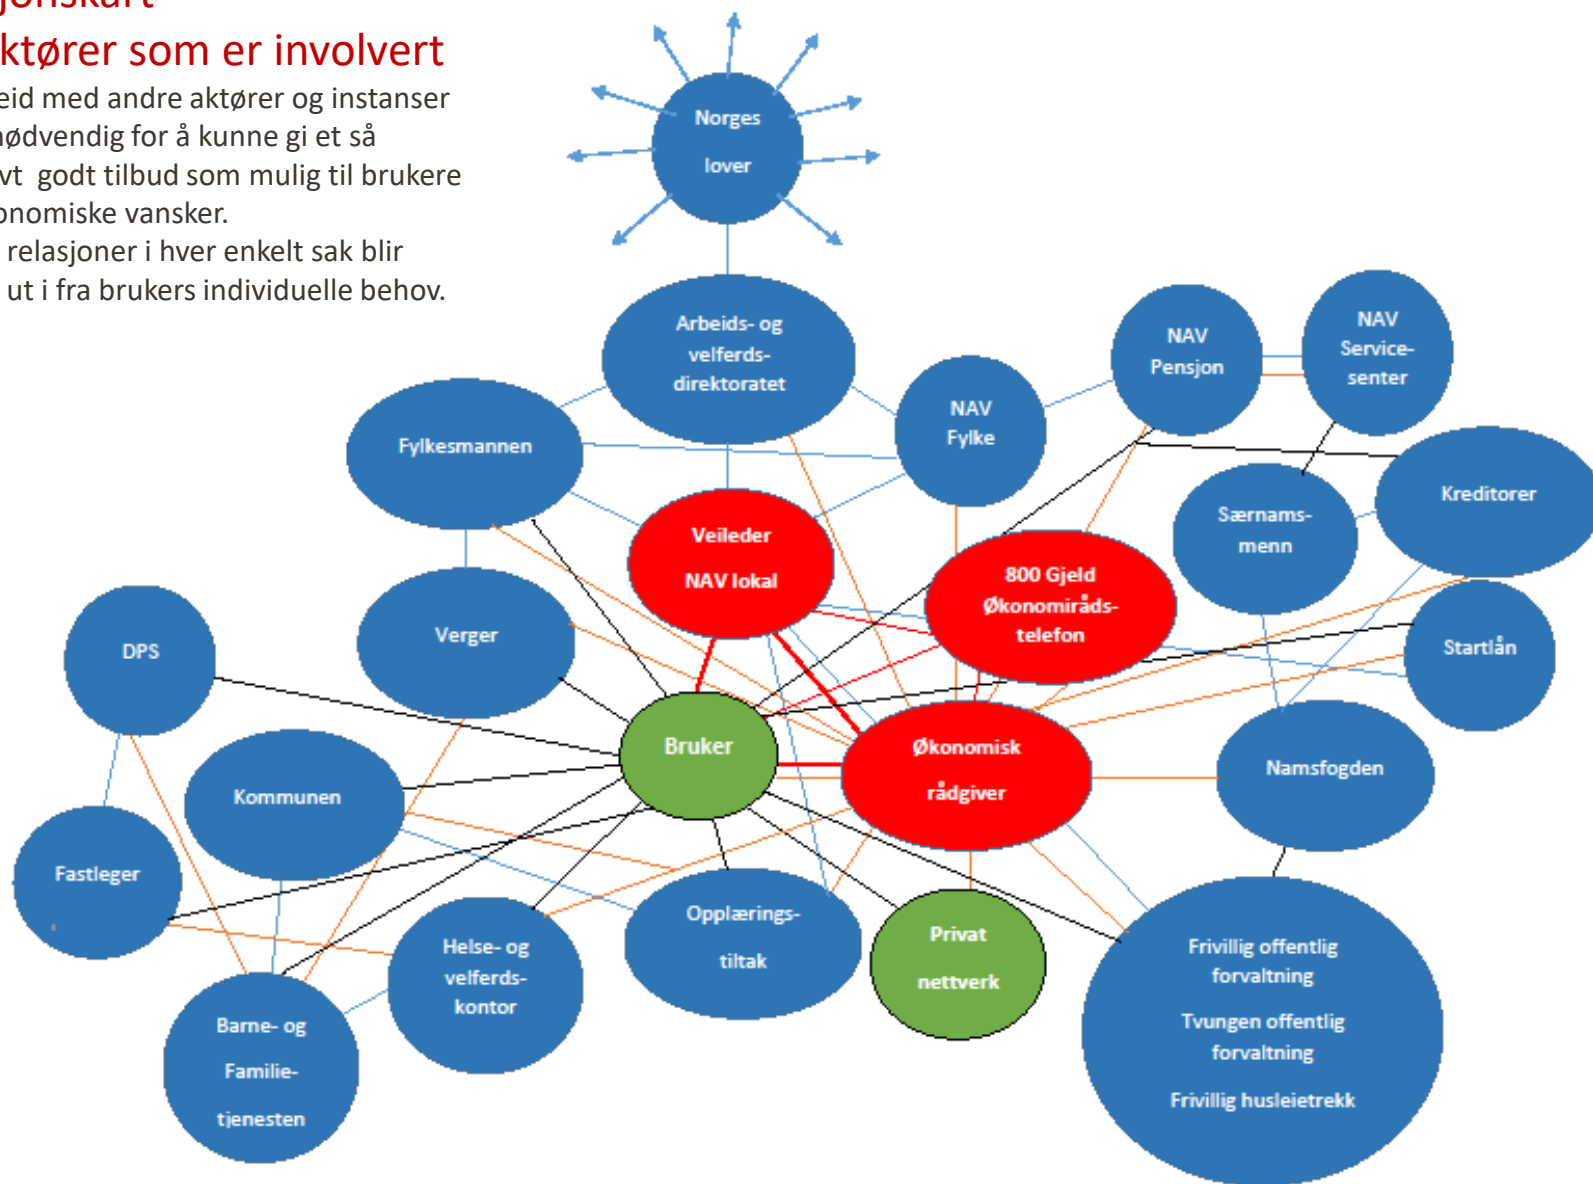 jonskart
ktører som er involvert
eid med andre aktører og instanser
nødvendig for å kunne gi et så
vt godt tilbud som mulig til brukere
onomiske vansker.
relasjoner i hver enkelt sak blir
ut i fra brukers individuelle behov.
Norges
lover
Arbeids- og
velferds-
direktoratet
NAV
Pensjon
NAV
Service-
senter
NAV
Fylke
Fylkesmannen
Kreditorer
Særnams-
menn
Veileder
NAV lokal
800 Gjeld
Økonomiråds-
telefon
Verger
DPS
Startlån
Bruker
Økonomisk
rådgiver
Namsfogden
Kommunen
Fastleger
Opplærings-
tiltak
Privat
nettverk
Helse- og
velferds-
kontor
Frivillig offentlig
forvaltning
Tvungen offentlig
forvaltning
Frivillig husleietrekk
Barne- og
Familie-
tjenesten